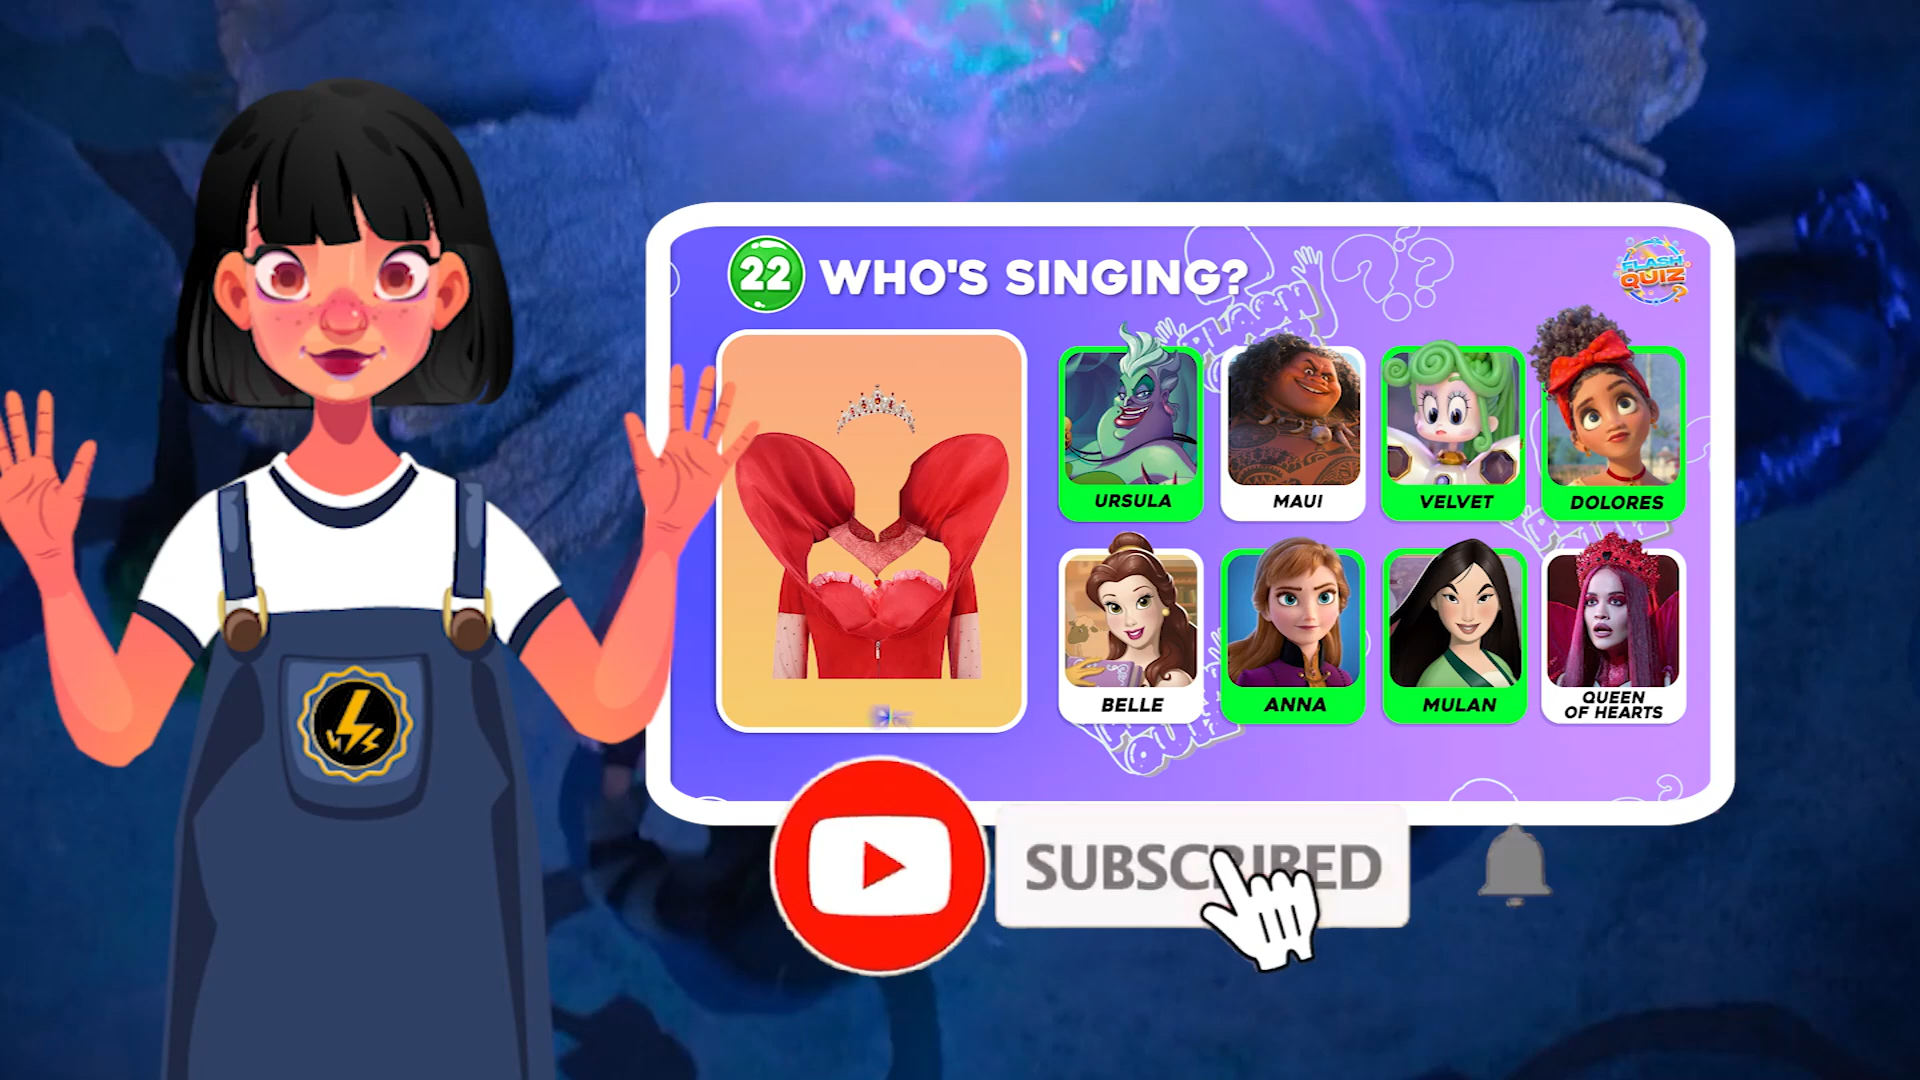 22 WHO'S SINGING?
FLASH
QUIZ
URSULA
MAUI
VELVET
DOLORES
BELLE
ANNA
MULAN
QUEEN
OF HEARTS
SUBSCRIBED